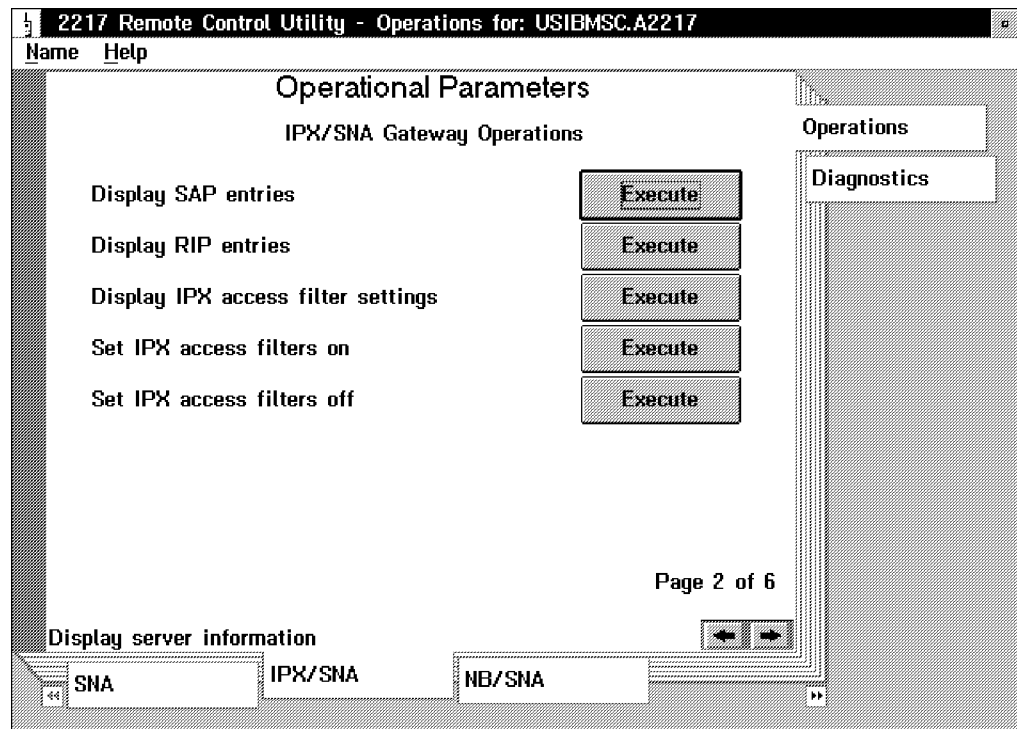 2217 Remote Control Utility - Operations for: USIBMSC.A2217
Name Help
Operational Parameters
IPX/SNA Gateway Operations
Operations
Diagnostics
Display SAP entries Execute
Display RIP entries Execute
Display IPX access filter settings Execute
Set IPX access filters on Execute
Set IPX access filters off Execute
Page 2 of 6
Display server information
SNA IPX/SNA NB/SNA